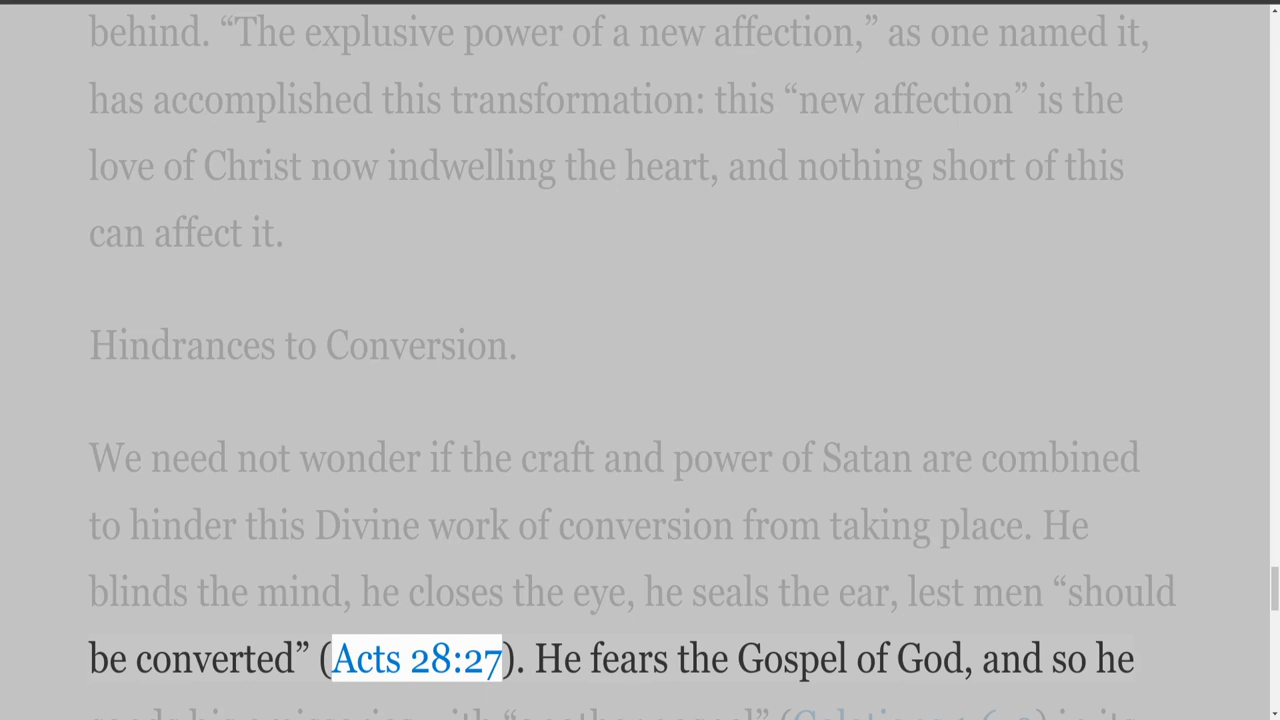 behind. “The explusive power of a new affection,” as one named it,
has accomplished this transformation: this “new affection” is the
love of Christ now indwelling the heart, and nothing short of this
can affect it.
Hindrances to Conversion.
We need not wonder if the craft and power of Satan are combined
to hinder this Divine work of conversion from taking place. He
blinds the mind, he closes the eye, he seals the ear, lest men “should
be converted” (Acts 28:27). He fears the Gospel of God, and so he